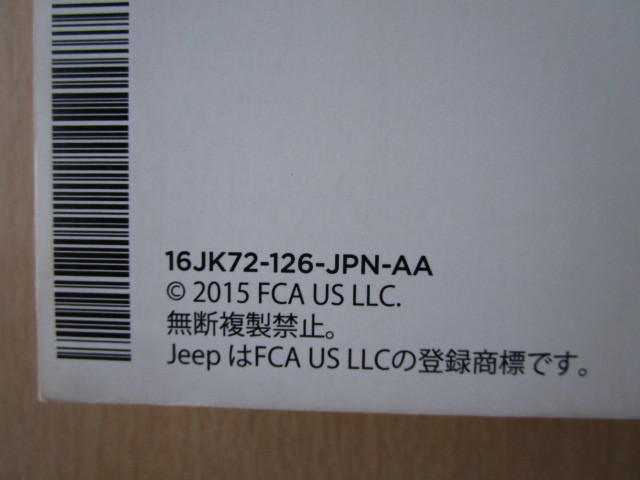 16JK72-126-JPN-AA
© 2015 FCA US LLC.
無断複製禁止。
Jeep はFCA US LLCの登録商標です。